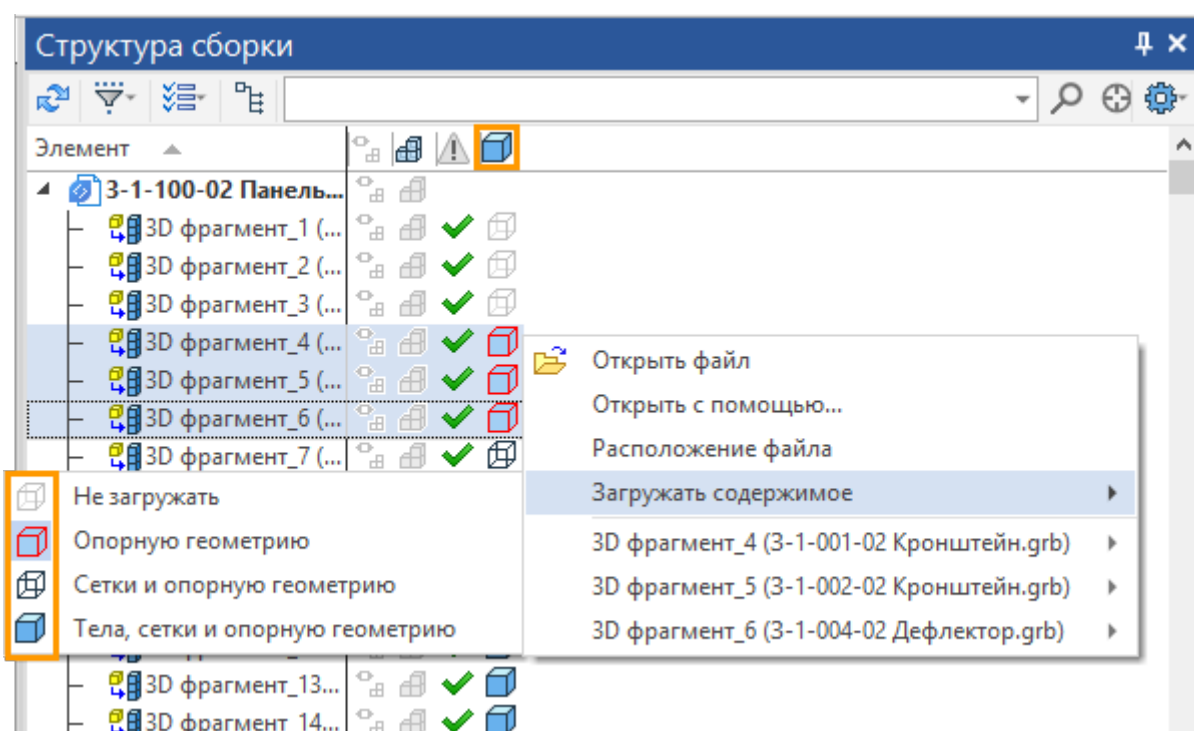 Структура сборки
Элемент
3-1-100-02 Панель...
3D фрагмент_1 (...
3D фрагмент_2 (...
3D фрагмент_3 (...
3D фрагмент_4 (...
3D фрагмент_5 (...
3D фрагмент_6 (...
3D фрагмент_7 (...
Открыть файл
Открыть с помощью...
Расположение файла
Загружать содержимое
3D фрагмент_4 (3-1-001-02 Кронштейн.grb)
3D фрагмент_5 (3-1-002-02 Кронштейн.grb)
3D фрагмент_6 (3-1-004-02 Дефлектор.grb)
Не загружать
Опорную геометрию
Сетки и опорную геометрию
Тела, сетки и опорную геометрию
3D фрагмент_13...
3D фрагмент_14...